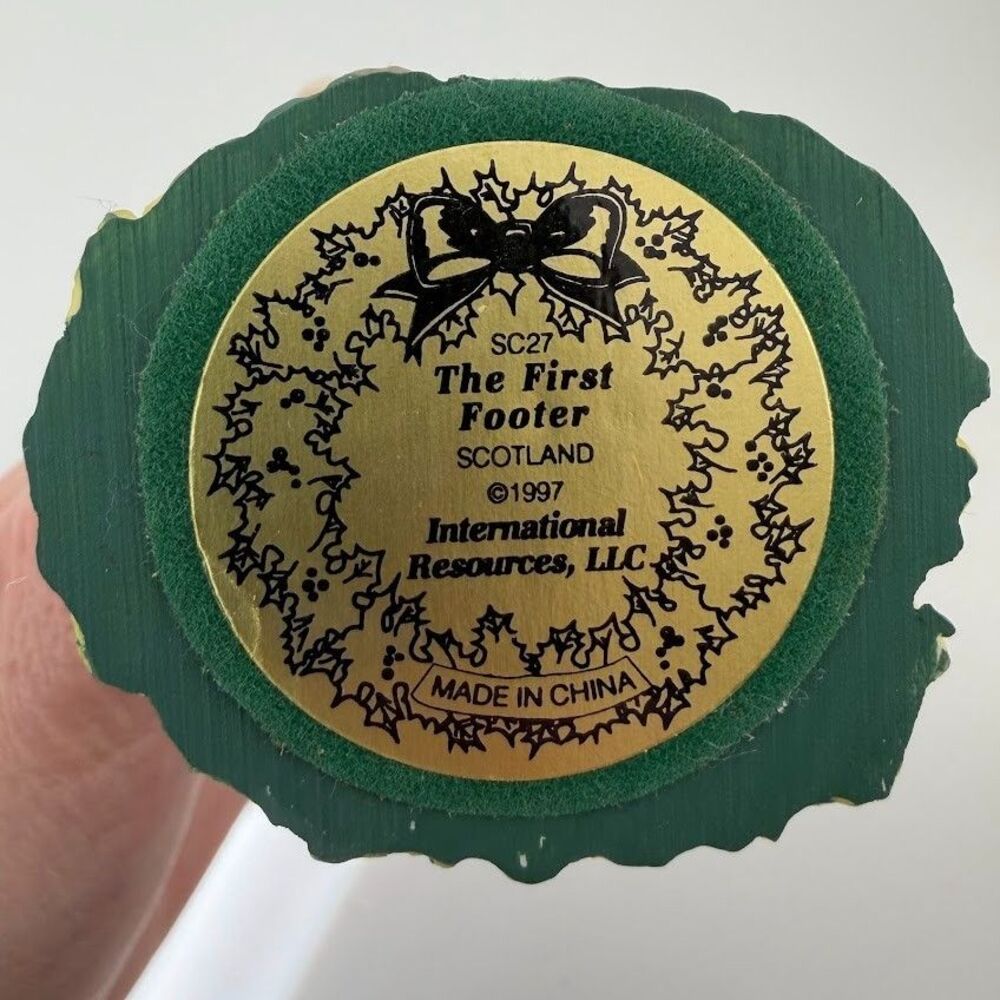 SC27
The First
Footer
SCOTLAND
©1997
International
Resources, LLC
MADE IN CHINA